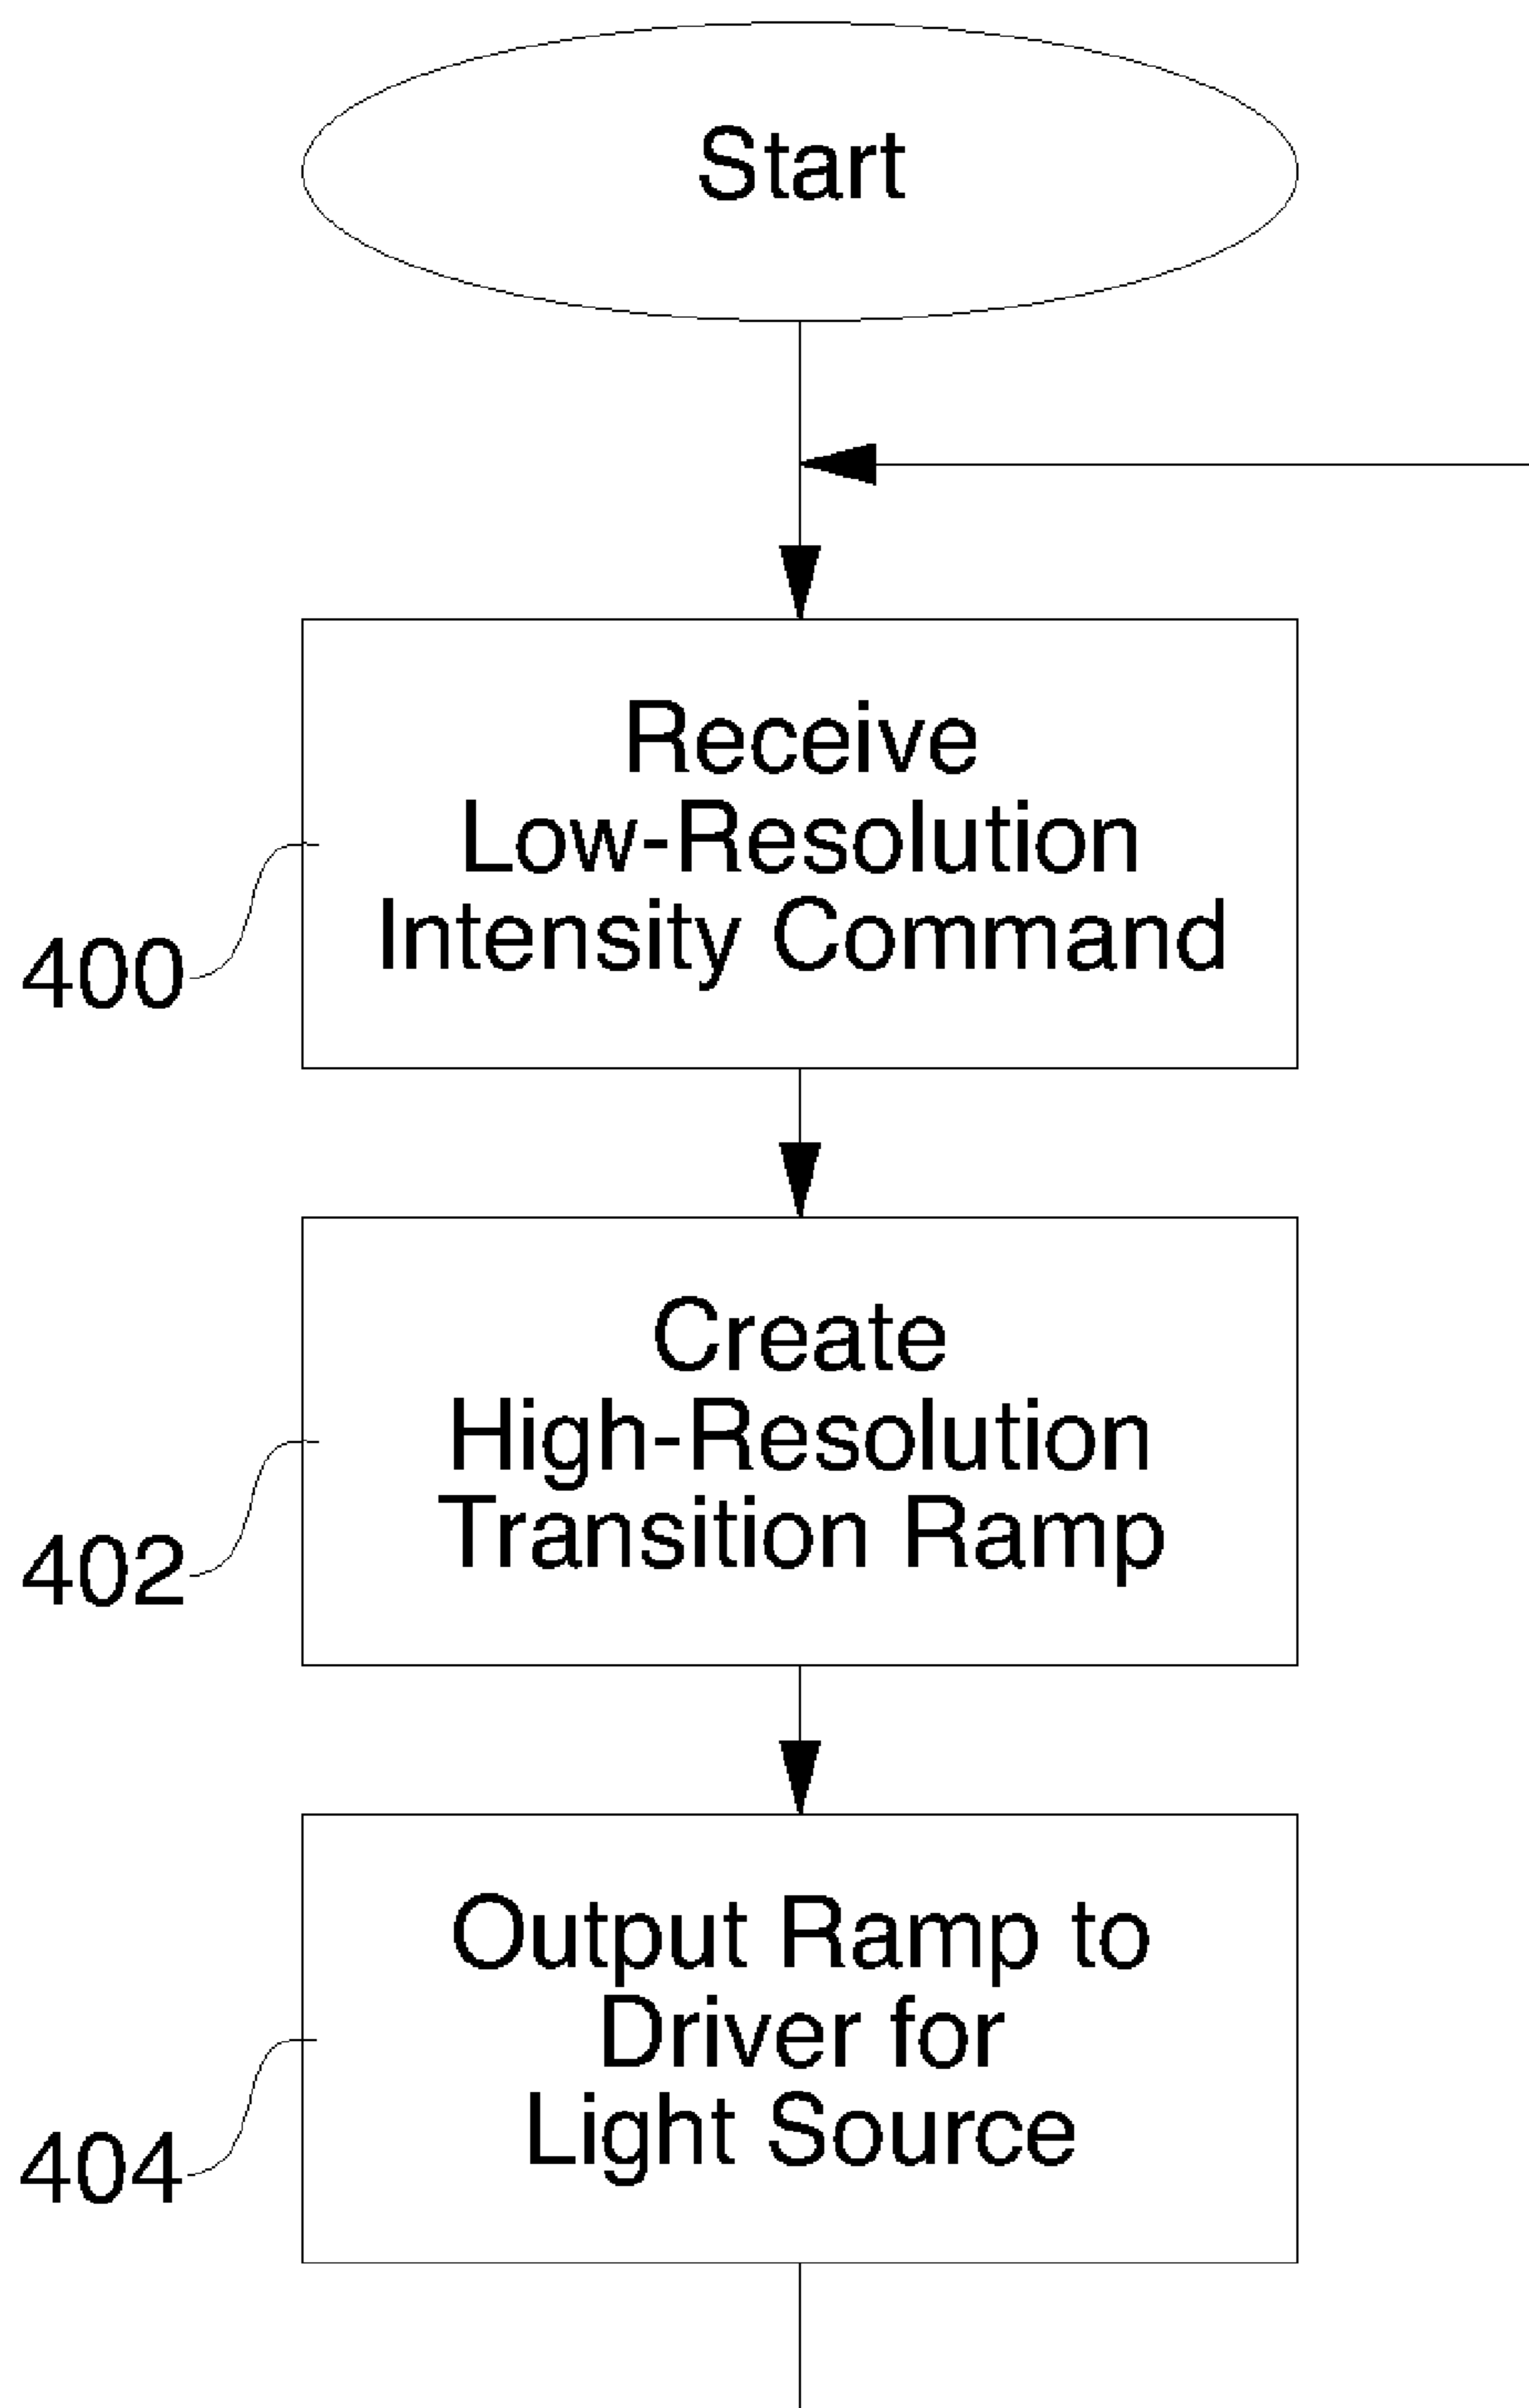 Start
Receive
Low-Resolution
Intensity Command
400
Create
High-Resolution
Transition Ramp
402
Output Ramp to
Driver for
Light Source
404